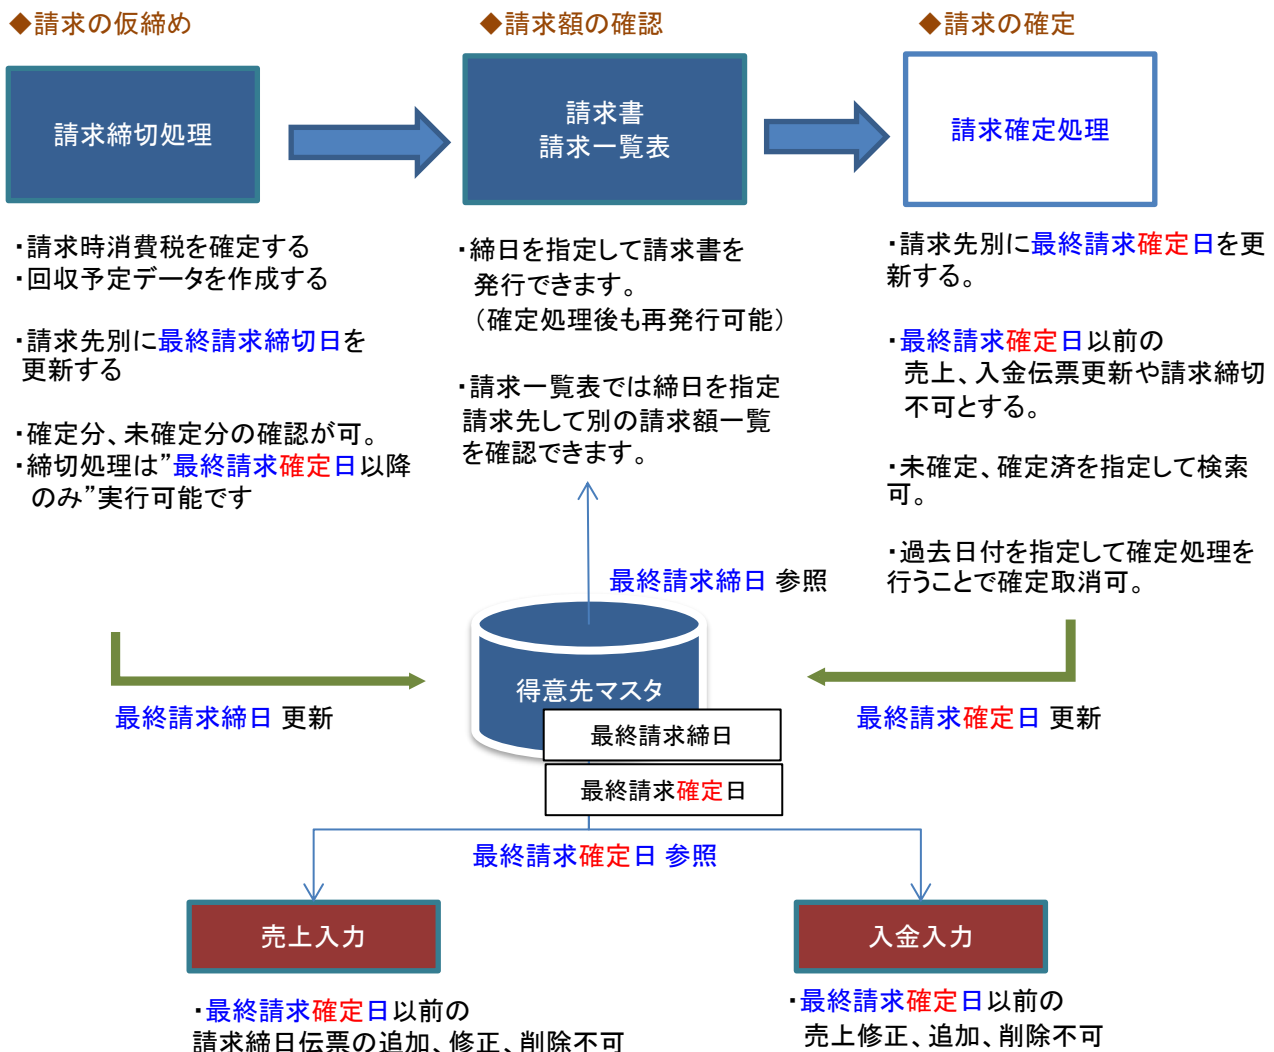 ◆請求の仮締め
◆請求額の確認
◆請求の確定
請求締切処理
請求書
請求一覧表
請求確定処理
・請求時消費税を確定する
・回収予定データを作成する
・請求先別に最終請求締切日を
更新する
・確定分、未確定分の確認が可。
・締切処理は”最終請求確定日以降
のみ”実行可能です
・締日を指定して請求書を
発行できます。
（確定処理後も再発行可能）
・請求一覧表では締日を指定
請求先して別の請求額一覧
を確認できます。
・請求先別に最終請求確定日を更
新する。
・最終請求確定日以前の
売上、入金伝票更新や請求締切
不可とする。
・未確定、確定済を指定して検索
可。
・過去日付を指定して確定処理を
行うことで確定取消可。
最終請求締日 参照
得意先マスタ
最終請求締日 更新
最終請求確定日 更新
最終請求締日
最終請求確定日
最終請求確定日 参照
売上入力
入金入力
・最終請求確定日以前の
請求締日伝票の追加、修正、削除不可
・最終請求確定日以前の
売上修正、追加、削除不可